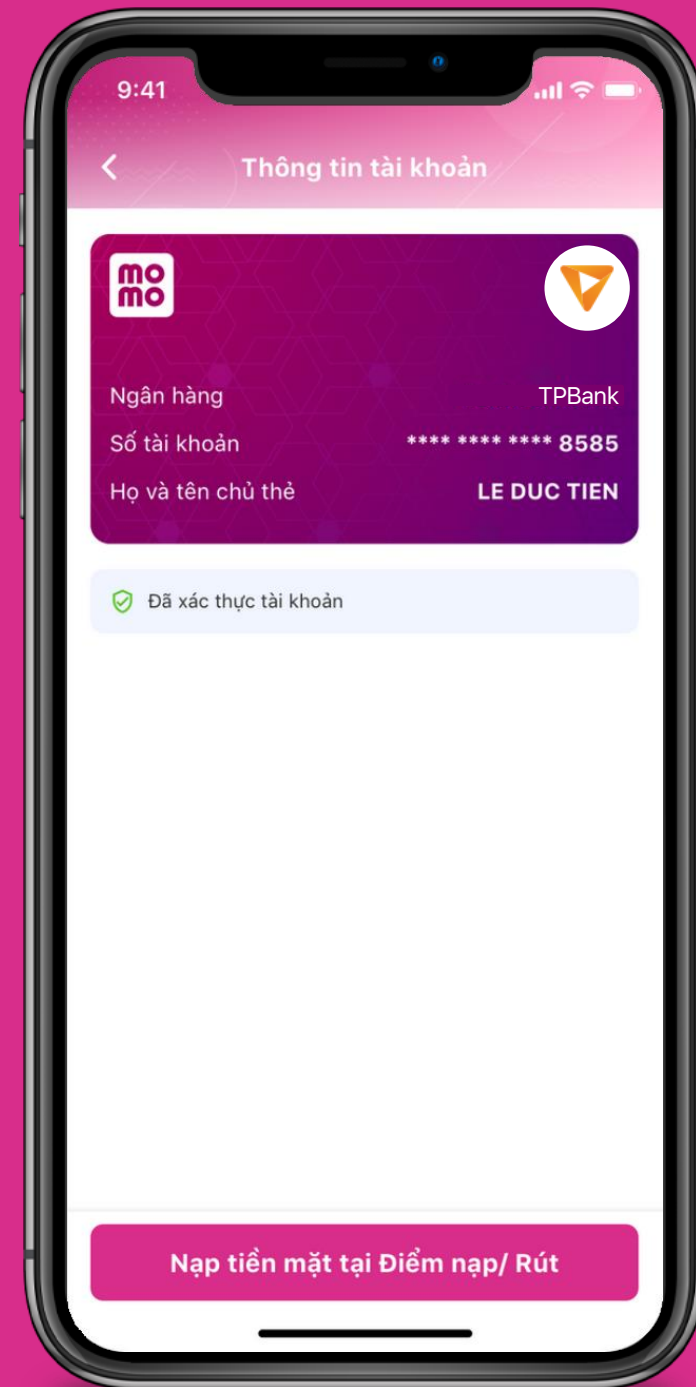 9:41
Thông tin tài khoản
mo
mo
Ngân hàng TPBank
Số tài khoản **** **** **** 8585
Họ và tên chủ thẻ LE DUC TIEN
Đã xác thực tài khoản
Nạp tiền mặt tại Điểm nạp/ Rút